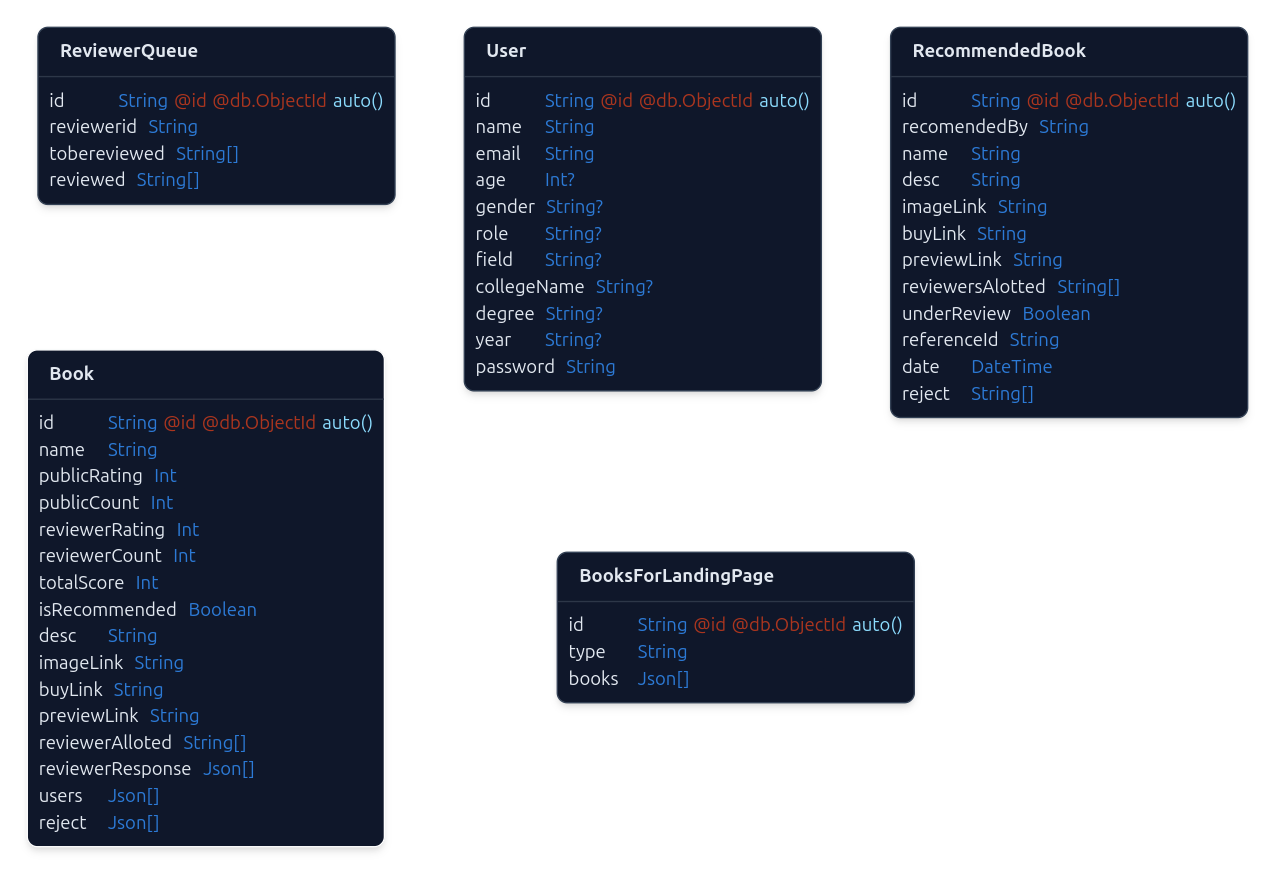 ReviewerQueue
id String @id @db.ObjectId auto()
reviewerid String
tobereviewed String[]
reviewed String[]
User
id String @id @db.ObjectId auto()
name String
email String
age Int?
gender String?
role String?
field String?
collegeName String?
degree String?
year String?
password String
RecommendedBook
id String @id @db.ObjectId auto()
recomendedBy String
name String
desc String
imageLink String
buyLink String
previewLink String
reviewersAlotted String[]
underReview Boolean
referenceId String
date DateTime
reject String[]
Book
id String @id @db.ObjectId auto()
name String
publicRating Int
publicCount Int
reviewerRating Int
reviewerCount Int
totalScore Int
isRecommended Boolean
desc String
imageLink String
buyLink String
previewLink String
reviewerAlloted String[]
reviewerResponse Json[]
users Json[]
reject Json[]
BooksForLandingPage
id String @id @db.ObjectId auto()
type String
books Json[]